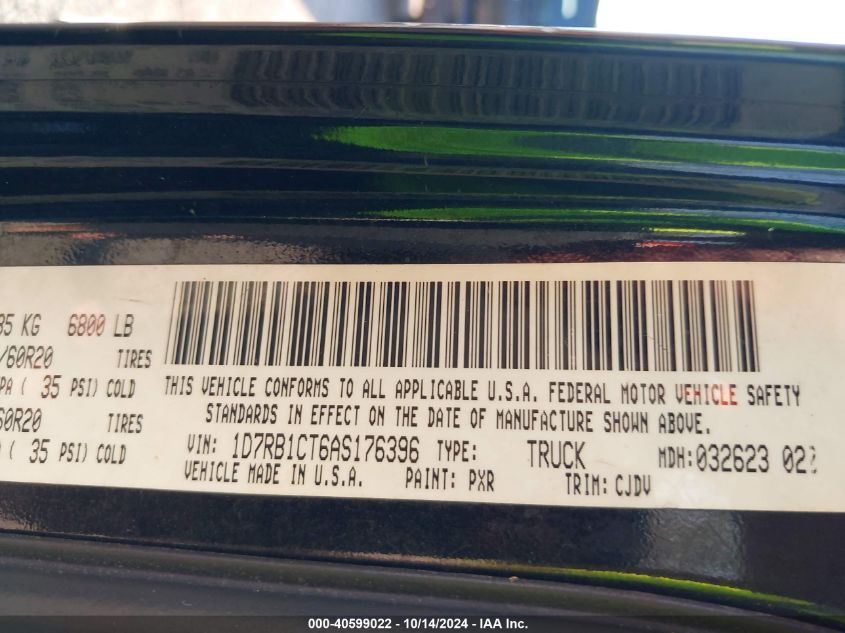 85 KG 6800 LB
/60R20 TIRES
PA ( 35 PSI) COLD
60R20 TIRES
( 35 PSI) COLD
THIS VEHICLE CONFORMS TO ALL APPLICABLE U.S.A. FEDERAL MOTOR VEHICLE SAFETY
STANDARDS IN EFFECT ON THE DATE OF MANUFACTURE SHOWN ABOVE.
VIN: 1D7RB1CT6AS176396 TYPE: TRUCK MDH: 032623 02
VEHICLE MADE IN U.S.A. PAINT: PXR TRIM: CJDV
000-40599022 - 10/14/2024 - IAA Inc.